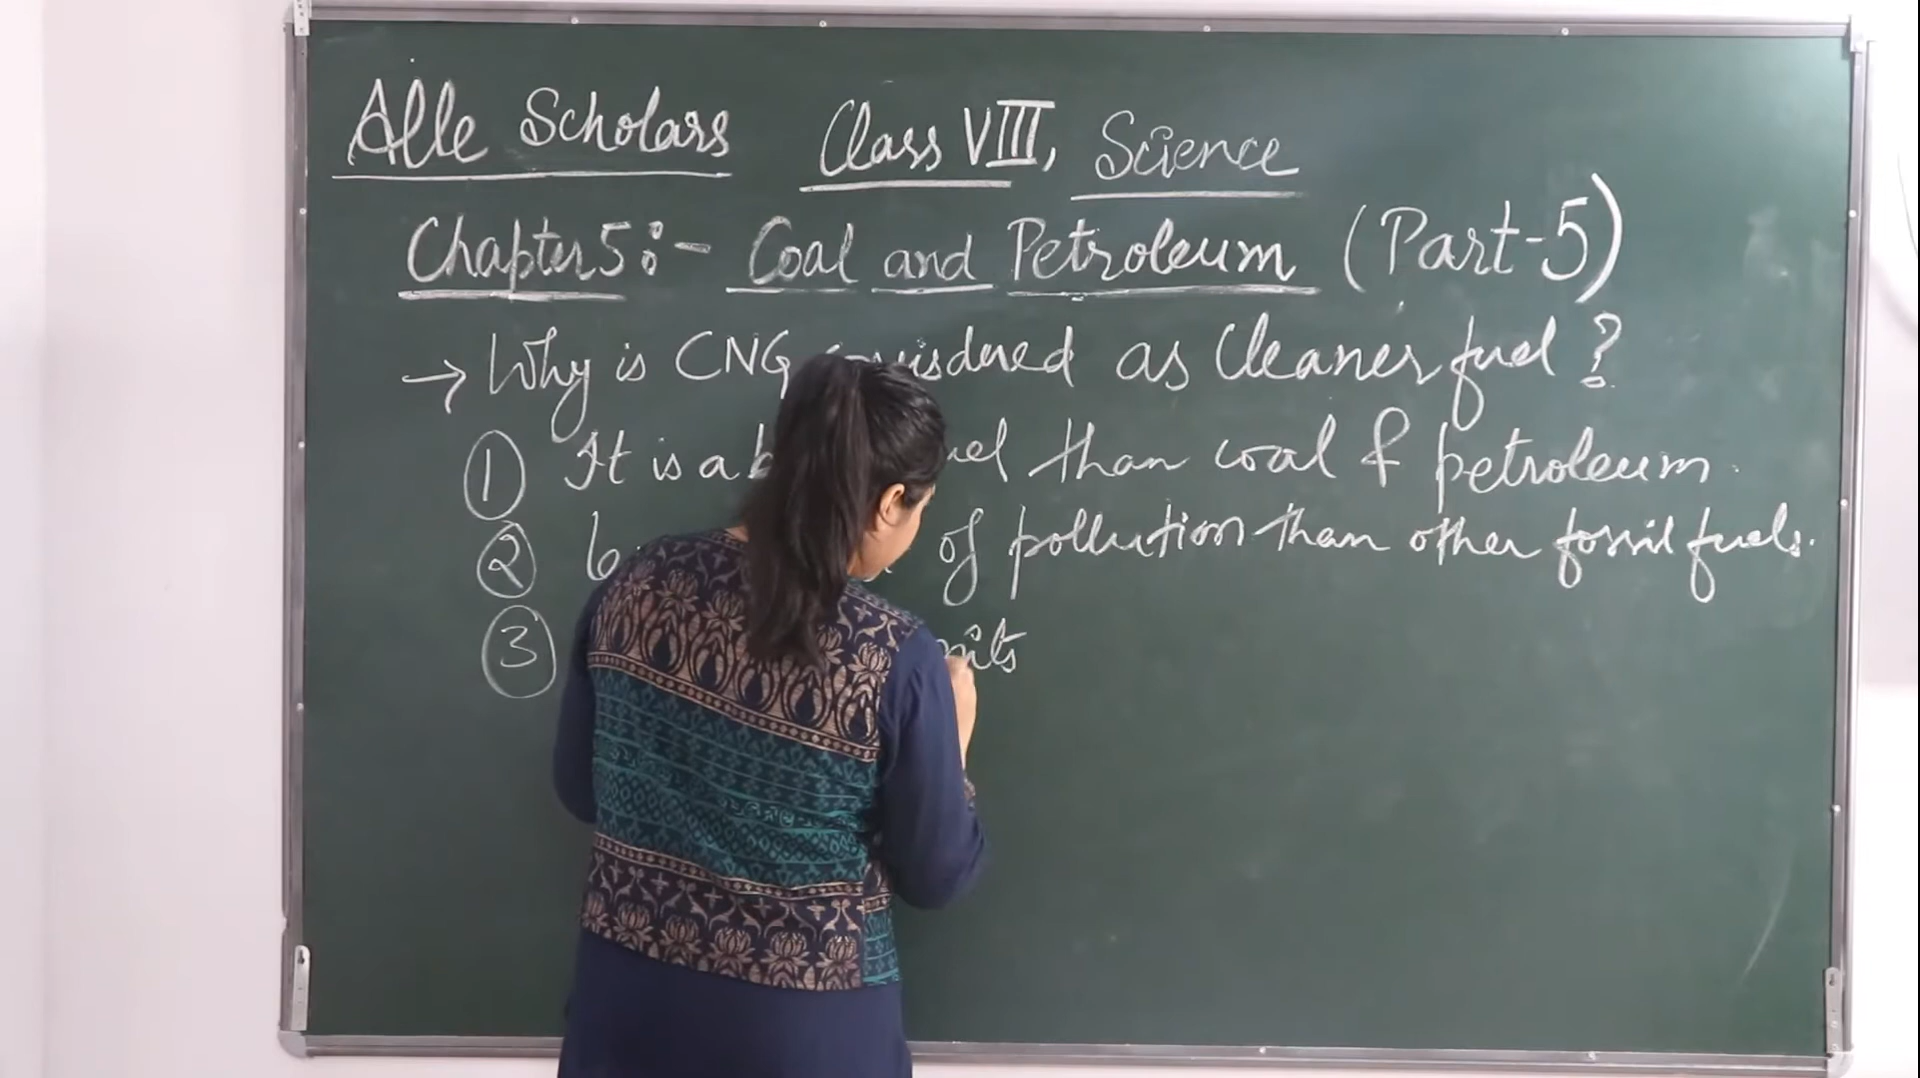 Alle Scholars Class VIII, Science
Chapter 5:- Coal and Petroleum (Part-5)
→ Why is CNG as Cleaner fuel ?
① It is a than coal & petroleum.
② of pollution than other fossil fuels.
③